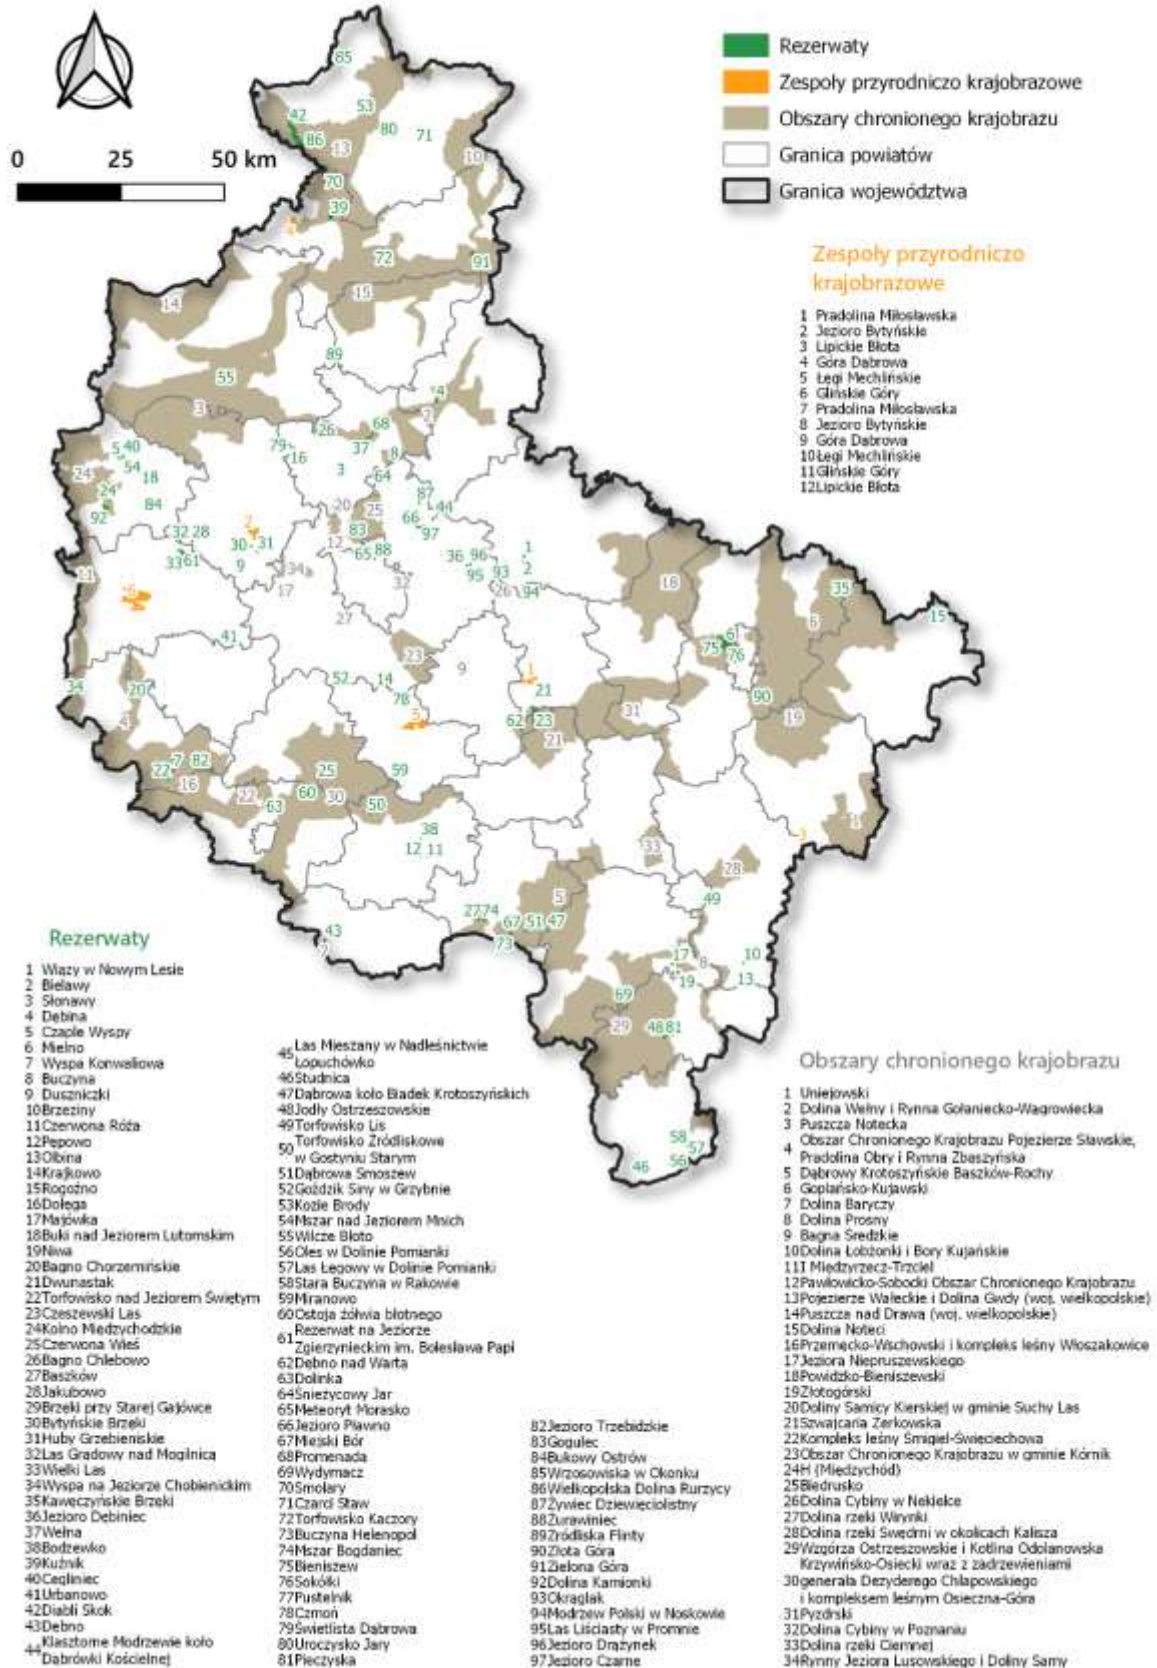 Rezerwaty
Zespoły przyrodniczo krajobrazowe
Obszary chronionego krajobrazu
Granica powiatów
Granica województwa
0 25 50 km
Zespoły przyrodniczo
krajobrazowe
1 Pradolina Miłosławska
2 Jezioro Bytyńskie
3 Lipickie Błota
4 Góra Dąbrowa
5 Łęgi Mechlińskie
6 Glińskie Góry
7 Pradolina Miłosławska
8 Jezioro Bytyńskie
9 Góra Dąbrowa
10 Łęgi Mechlińskie
11 Glińskie Góry
12 Lipickie Błota
Rezerwaty
1 Wiązy w Nowym Lesie
2 Bielawy
3 Słonawy
4 Dębina
5 Czaple Wyspy
6 Mielno
7 Wyspa Konwaliowa
8 Buczyna
9 Duszniczki
10 Brzeziny
11 Czerwona Róża
12 Pępowo
13 Olbina
14 Krajkowo
15 Rogoźno
16 Dołęga
17 Majówka
18 Buki nad Jeziorem Lutomskim
19 Niwa
20 Bagno Chorzemińskie
21 Dwunastak
22 Torfowisko nad Jeziorem Świętym
23 Czeszewski Las
24 Kolno Międzychodzkie
25 Czerwona Wieś
26 Bagno Chlebowo
27 Baszków
28 Jakubowo
29 Brzęki przy Starej Gajówce
30 Bytyńskie Brzęki
31 Huby Grzebieniskie
32 Las Grądowy nad Mogilnicą
33 Wielki Las
34 Wyspa na Jeziorze Chobienickim
35 Kawęczyńskie Brzęki
36 Jezioro Dębiniec
37 Wełna
38 Bodzewko
39 Kuźnik
40 Cegliniec
41 Urbanowo
42 Diabli Skok
43 Dębno
44 Klasztorne Modrzewie koło
Dąbrówki Kościelnej
45 Las Mieszany w Nadleśnictwie
Łopuchówko
46 Studnica
47 Dąbrowa koło Biadek Krotoszyńskich
48 Jodły Ostrzeszowskie
49 Torfowisko Lis
50 Torfowisko Źródliskowe
w Gostyniu Starym
51 Dąbrowa Smoszew
52 Goździk Siny w Grzybnie
53 Kozie Brody
54 Mszar nad Jeziorem Mnich
55 Wilcze Błoto
56 Oles w Dolinie Pomianki
57 Las Łęgowy w Dolinie Pomianki
58 Stara Buczyna w Rakowie
59 Miranowo
60 Ostoja żółwia błotnego
61 Rezerwat na Jeziorze
Zgierzynieckim im. Bolesława Papi
62 Dębno nad Wartą
63 Dolinka
64 Śnieżycowy Jar
65 Meteoryt Morasko
66 Jezioro Pławno
67 Miejski Bór
68 Promenada
69 Wydymacz
70 Smolary
71 Czarci Staw
72 Torfowisko Kaczory
73 Buczyna Helenopol
74 Mszar Bogdaniec
75 Bieniszew
76 Sokółki
77 Pustelnik
78 Czmoń
79 Świetlista Dąbrowa
80 Uroczysko Jary
81 Pieczyska
82 Jezioro Trzebidzkie
83 Gogulec
84 Bukowy Ostrów
85 Wrzosowiska w Okonku
86 Wielkopolska Dolina Rurzycy
87 Żywiec Dziewięciolistny
88 Żurawiniec
89 Źródliska Flinty
90 Złota Góra
91 Zielona Góra
92 Dolina Kamionki
93 Okrąglak
94 Modrzew Polski w Noskowie
95 Las Liściasty w Promnie
96 Jezioro Drążynek
97 Jezioro Czarne
Obszary chronionego krajobrazu
1 Uniejowski
2 Dolina Wełny i Rynna Gołaniecko-Wągrowiecka
3 Puszcza Notecka
4 Obszar Chronionego Krajobrazu Pojezierze Sławskie,
Pradolina Obry i Rynna Zbąszyńska
5 Dąbrowy Krotoszyńskie Baszków-Rochy
6 Goplańsko-Kujawski
7 Dolina Baryczy
8 Dolina Prosny
9 Bagna Średzkie
10 Dolina Łobżonki i Bory Kujańskie
11 I Międzyrzecz-Trzciel
12 Pawłowicko-Sobocki Obszar Chronionego Krajobrazu
13 Pojezierze Wałeckie i Dolina Gwdy (woj. wielkopolskie)
14 Puszcza nad Drawą (woj. wielkopolskie)
15 Dolina Noteci
16 Przemęcko-Wschowski i kompleks leśny Włoszakowice
17 Jeziora Niepruszewskiego
18 Powidzko-Bieniszewski
19 Złotogórski
20 Doliny Samicy Kierskiej w gminie Suchy Las
21 Szwajcaria Żerkowska
22 Kompleks leśny Śmigiel-Święciechowa
23 Obszar Chronionego Krajobrazu w gminie Kórnik
24 H (Międzychód)
25 Biedrusko
26 Dolina Cybiny w Nekielce
27 Dolina rzeki Wirynki
28 Dolina rzeki Swędrni w okolicach Kalisza
29 Wzgórza Ostrzeszowskie i Kotlina Odolanowska
Krzywińsko-Osiecki wraz z zadrzewieniami
30 generała Dezyderego Chłapowskiego
i kompleksem leśnym Osieczna-Góra
31 Pyzdrski
32 Dolina Cybiny w Poznaniu
33 Dolina rzeki Ciemnej
34 Rynny Jeziora Lusowskiego i Doliny Samy